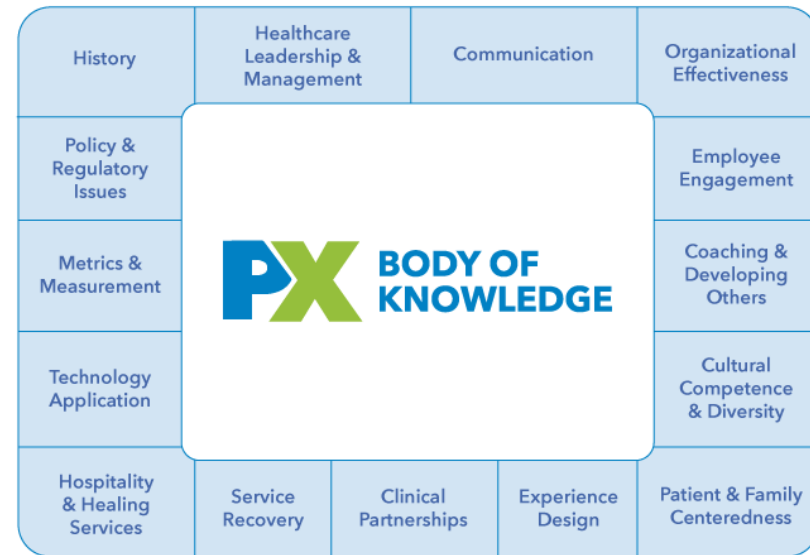 History
Healthcare
Leadership &
Management
Communication
Organizational
Effectiveness
Policy &
Regulatory
Issues
Employee
Engagement
Metrics &
Measurement
PX BODY OF
KNOWLEDGE
Coaching &
Developing
Others
Technology
Application
Cultural
Competence
& Diversity
Hospitality
& Healing
Services
Service
Recovery
Clinical
Partnerships
Experience
Design
Patient & Family
Centeredness